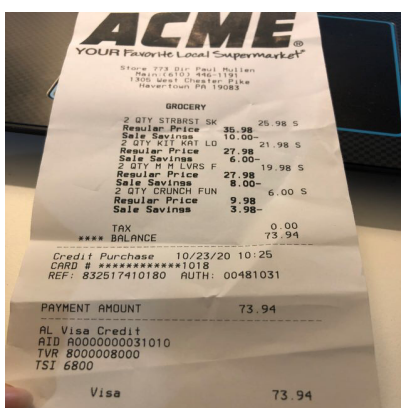 ACME®
YOUR Favorite Local Supermarket
Store 773 Dir Paul Mullen
Main-(610) 446-1191
1305 West Chester Pike
Havertown PA 19083
GROCERY
2 QTY STRBRST SK 25.98 S
Regular Price 35.98
Sale Savings 10.00-
2 QTY KIT KAT LO 21.98 S
Regular Price 27.98
Sale Savings 6.00-
2 QTY M M LVRS F 19.98 S
Regular Price 27.98
Sale Savings 8.00-
2 QTY CRUNCH FUN 6.00 S
Regular Price 9.98
Sale Savings 3.98-
TAX 0.00
**** BALANCE 73.94
Credit Purchase 10/23/20 10:25
CARD # ************1018
REF: 832517410180 AUTH: 00481031
PAYMENT AMOUNT 73.94
AL Visa Credit
AID A0000000031010
TVR 8000008000
TSI 6800
Visa 73.94